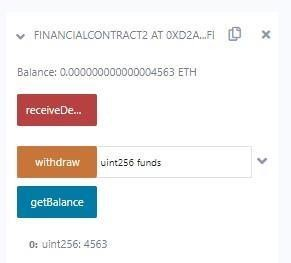 FINANCIALCONTRACT2 AT 0XD2A...FI
Balance: 0.000000000000004563 ETH
receiveDe...
withdraw uint256 funds
getBalance
0: uint256: 4563